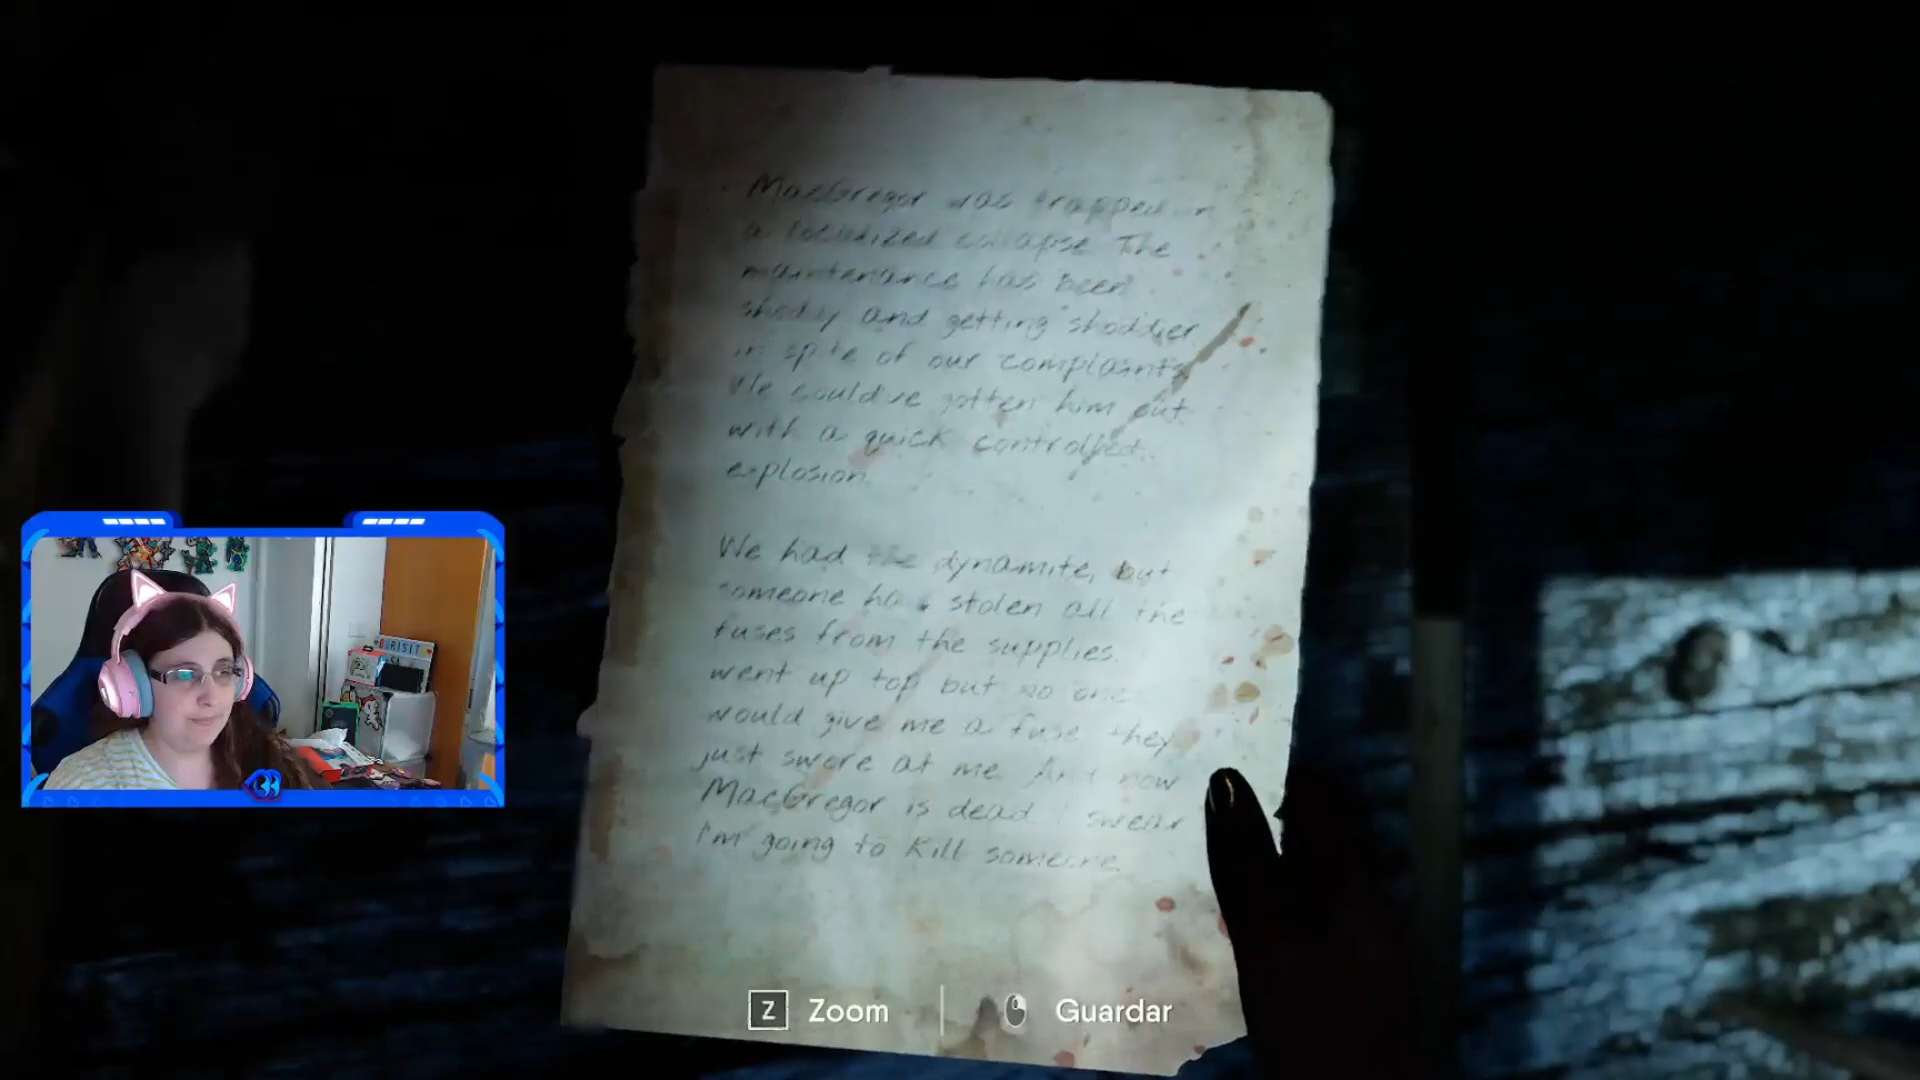 MacGregor was trapped in
a localized collapse. The
maintenance has been
shoddy and getting shoddier
in spite of our complaints.
We could've gotten him out
with a quick controlled
explosion.
We had the dynamite, but
someone has stolen all the
fuses from the supplies.
went up top but no one
would give me a fuse they
just swore at me. And now
MacGregor is dead. I swear
I'm going to kill someone.
Z Zoom | Guardar